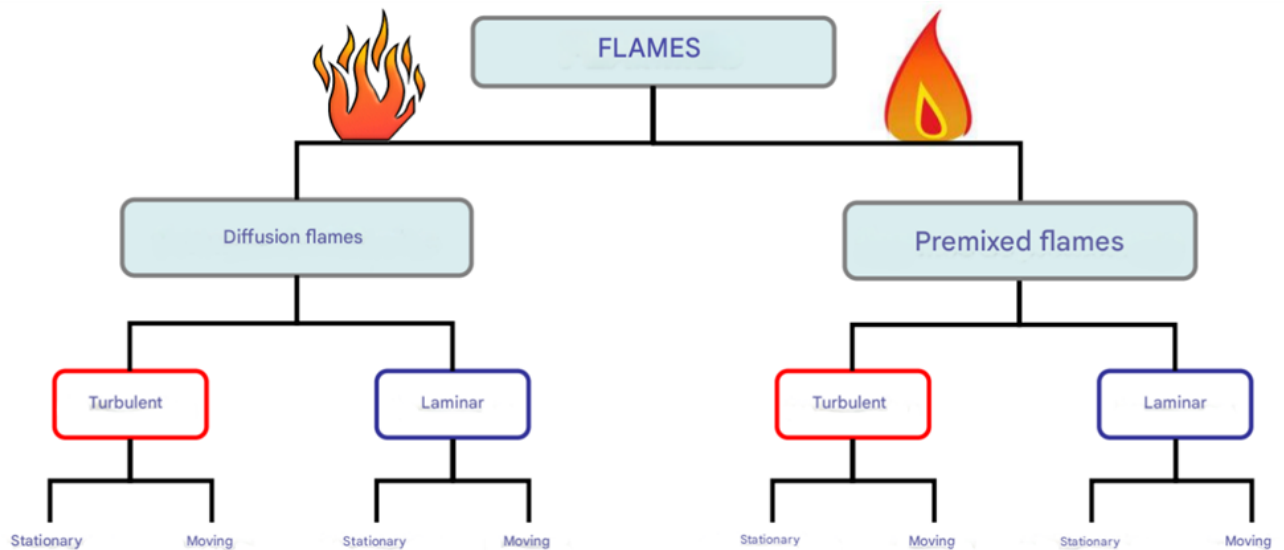 FLAMES
Diffusion flames
Premixed flames
Turbulent
Laminar
Turbulent
Laminar
Stationary
Moving
Stationary
Moving
Stationary
Moving
Stationary
Moving